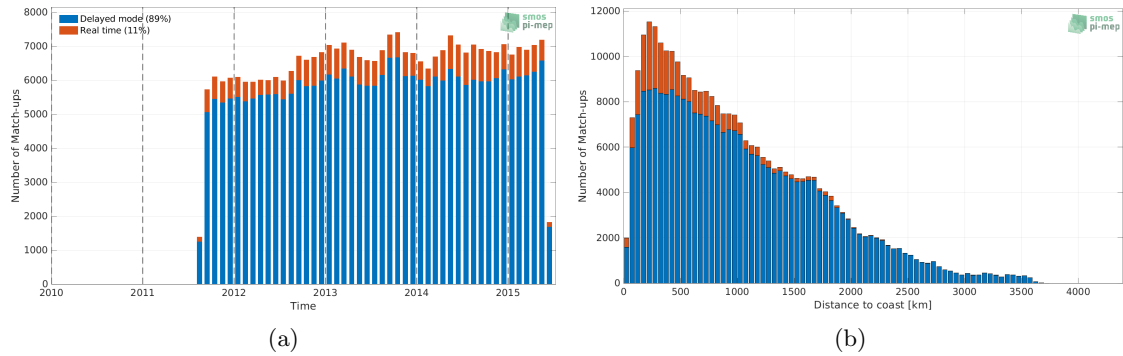 Delayed mode (89%)
Real time (11%)
smos
pi-mep
8000
7000
6000
5000
4000
3000
2000
1000
0
Number of Match-ups
2010 2011 2012 2013 2014 2015
Time
(a)
smos
pi-mep
12000
10000
8000
6000
4000
2000
0
Number of Match-ups
0 500 1000 1500 2000 2500 3000 3500 4000
Distance to coast [km]
(b)